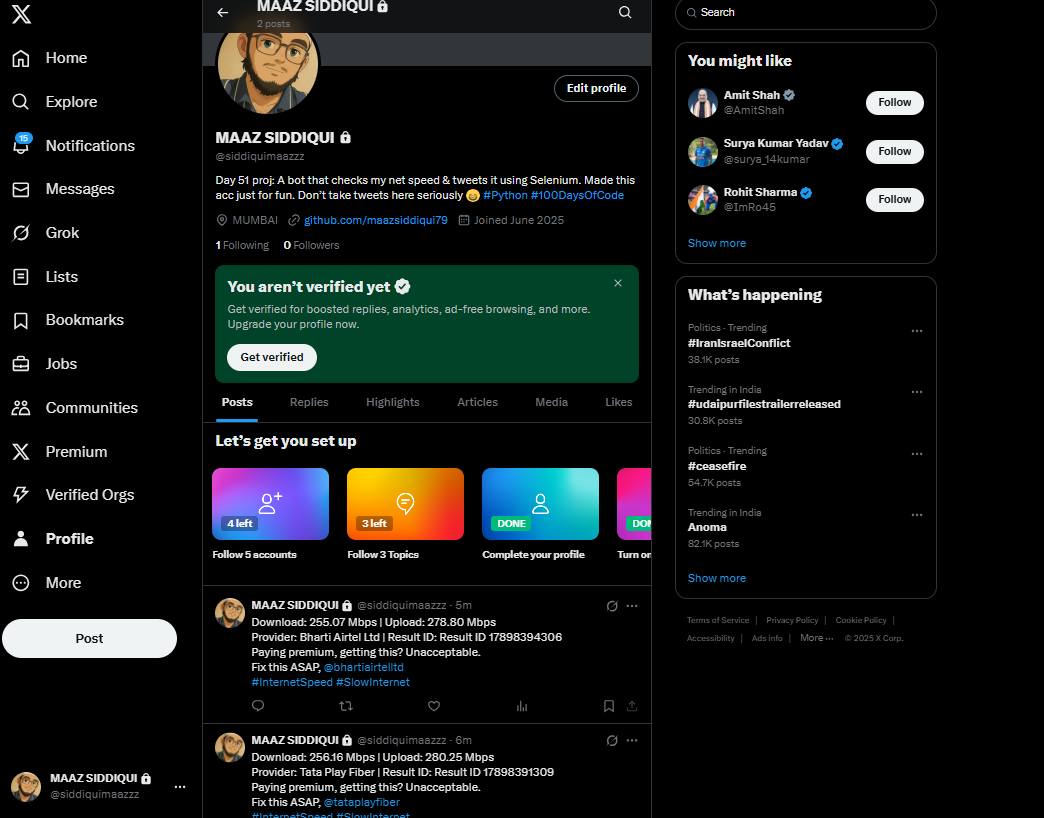 Home
Explore
15
Notifications
Messages
Grok
Lists
Bookmarks
Jobs
Communities
Premium
Verified Orgs
Profile
More
Post
MAAZ SIDDIQUI
@siddiquimaazzz
MAAZ SIDDIQUI
2 posts
Edit profile
MAAZ SIDDIQUI
@siddiquimaazzz
Day 51 proj: A bot that checks my net speed & tweets it using Selenium. Made this
acc just for fun. Don't take tweets here seriously 😄 #Python #100DaysOfCode
MUMBAI github.com/maazsiddiqui79 Joined June 2025
1 Following 0 Followers
You aren't verified yet
Get verified for boosted replies, analytics, ad-free browsing, and more.
Upgrade your profile now.
Get verified
Posts Replies Highlights Articles Media Likes
Let's get you set up
4 left
Follow 5 accounts
3 left
Follow 3 Topics
DONE
Complete your profile
DON
Turn on
MAAZ SIDDIQUI @siddiquimaazzz · 5m
Download: 255.07 Mbps | Upload: 278.80 Mbps
Provider: Bharti Airtel Ltd | Result ID: Result ID 17898394306
Paying premium, getting this? Unacceptable.
Fix this ASAP, @bhartiairtelltd
#InternetSpeed #SlowInternet
MAAZ SIDDIQUI @siddiquimaazzz · 6m
Download: 256.16 Mbps | Upload: 280.25 Mbps
Provider: Tata Play Fiber | Result ID: Result ID 17898391309
Paying premium, getting this? Unacceptable.
Fix this ASAP, @tataplayfiber
#InternetSpeed #SlowInternet
Search
You might like
Amit Shah
@AmitShah
Follow
Surya Kumar Yadav
@surya_14kumar
Follow
Rohit Sharma
@ImRo45
Follow
Show more
What's happening
Politics · Trending
#IranIsraelConflict
38.1K posts
Trending in India
#udaipurfilestrailerreleased
30.8K posts
Politics · Trending
#ceasefire
54.7K posts
Trending in India
Anoma
82.1K posts
Show more
Terms of Service | Privacy Policy | Cookie Policy |
Accessibility | Ads info | More ··· © 2025 X Corp.